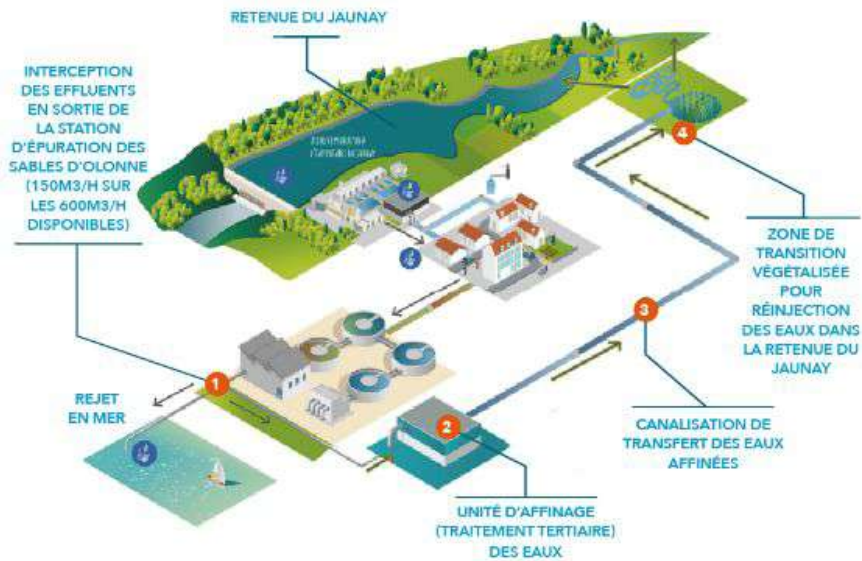 RETENUE DU JAUNAY
INTERCEPTION
DES EFFLUENTS
EN SORTIE DE
LA STATION
D'ÉPURATION DES
SABLES D'OLONNE
(150M3/H SUR
LES 600M3/H
DISPONIBLES)
4
ZONE DE
TRANSITION
VÉGÉTALISÉE
POUR
RÉINJECTION
DES EAUX DANS
LA RETENUE DU
JAUNAY
3
1
REJET
EN MER
2
CANALISATION DE
TRANSFERT DES EAUX
AFFINÉES
UNITÉ D'AFFINAGE
(TRAITEMENT TERTIAIRE)
DES EAUX